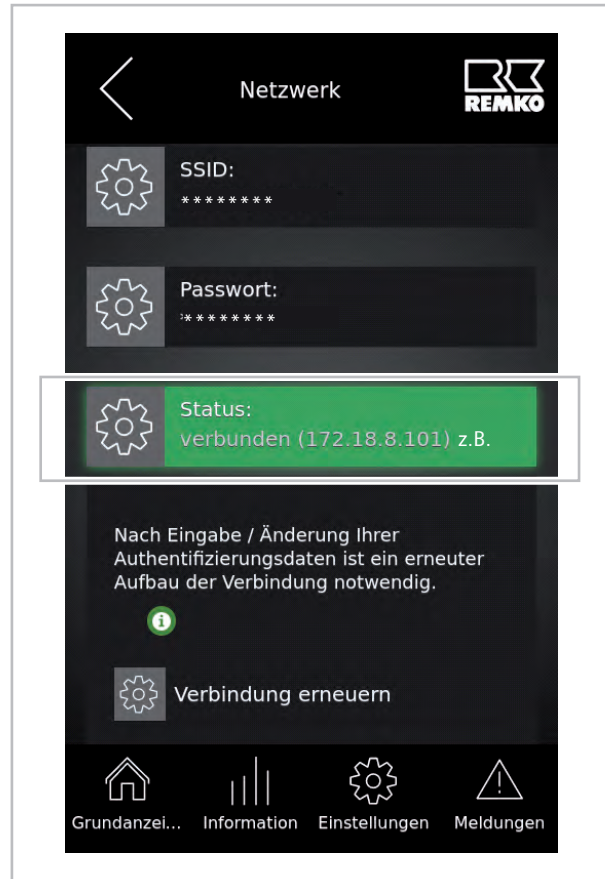 Netzwerk
REMKO
SSID:
********
Passwort:
********
Status:
verbunden (172.18.8.101) z.B.
Nach Eingabe / Änderung Ihrer
Authentifizierungsdaten ist ein erneuter
Aufbau der Verbindung notwendig.
i
Verbindung erneuern
Grundanzei... Information Einstellungen Meldungen